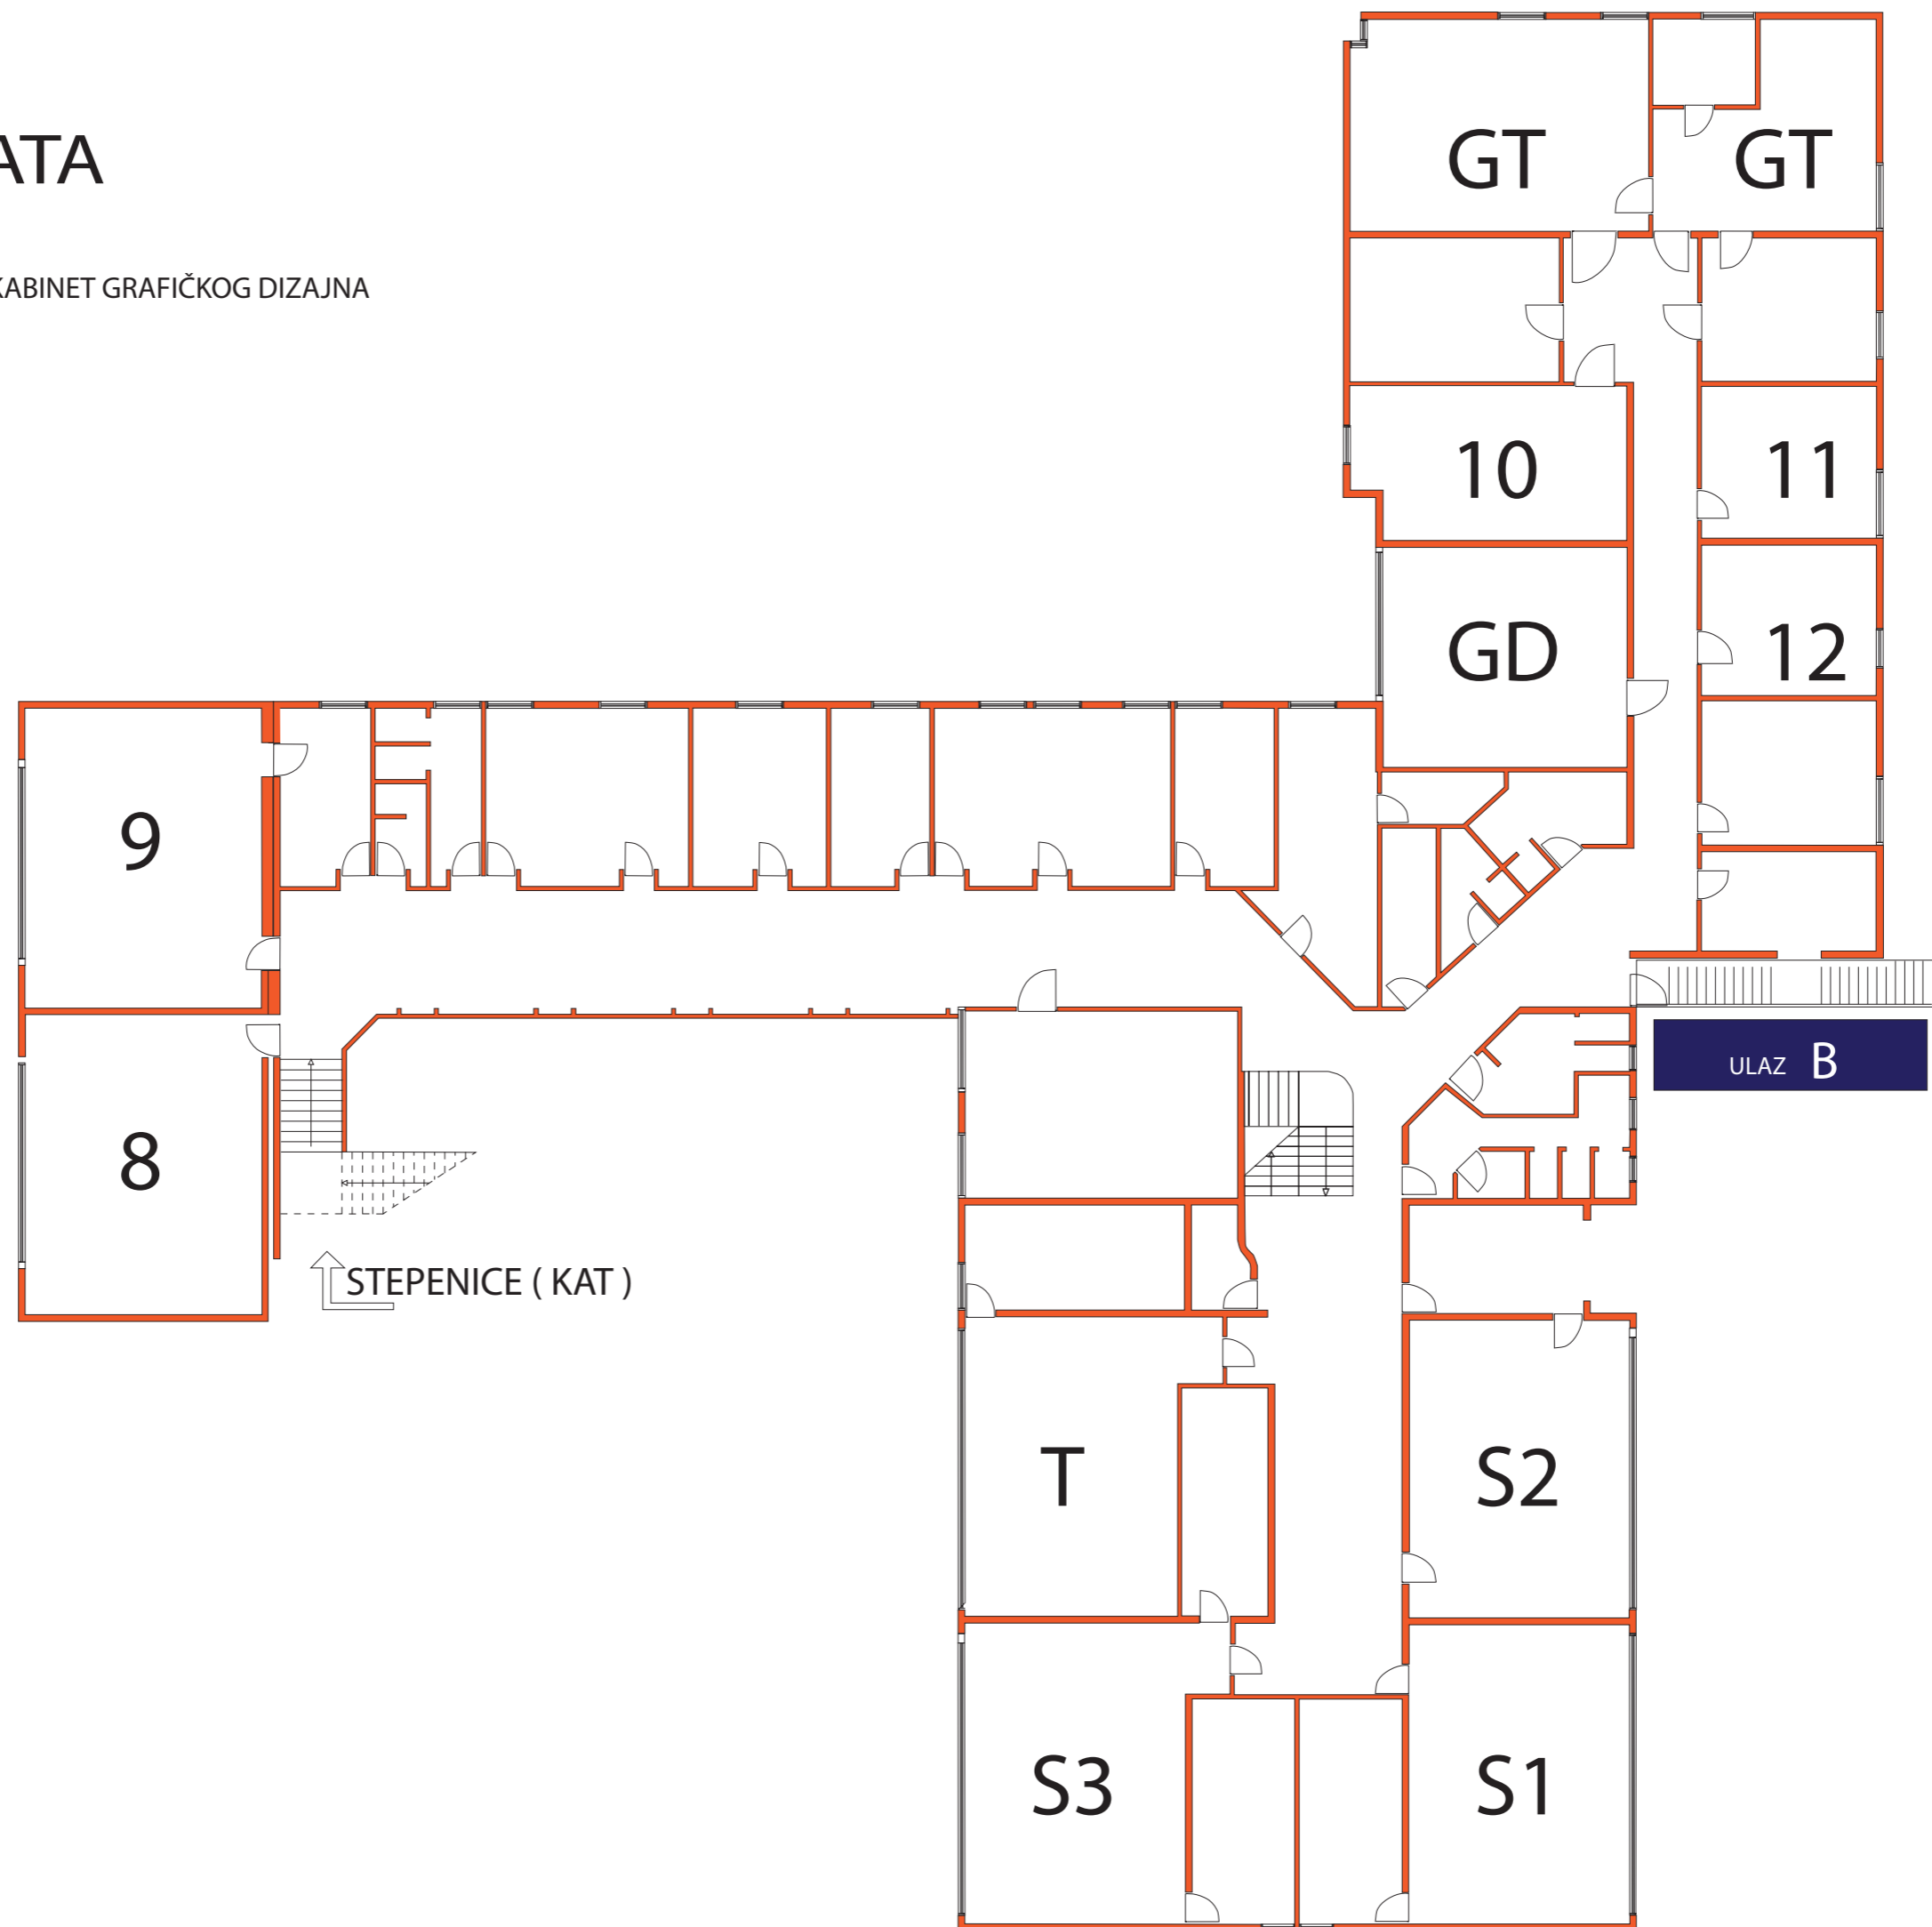 ATA
KABINET GRAFIČKOG DIZAJNA
GT
GT
10
11
GD
12
9
8
ULAZ B
STEPENICE ( KAT )
T
S2
S3
S1